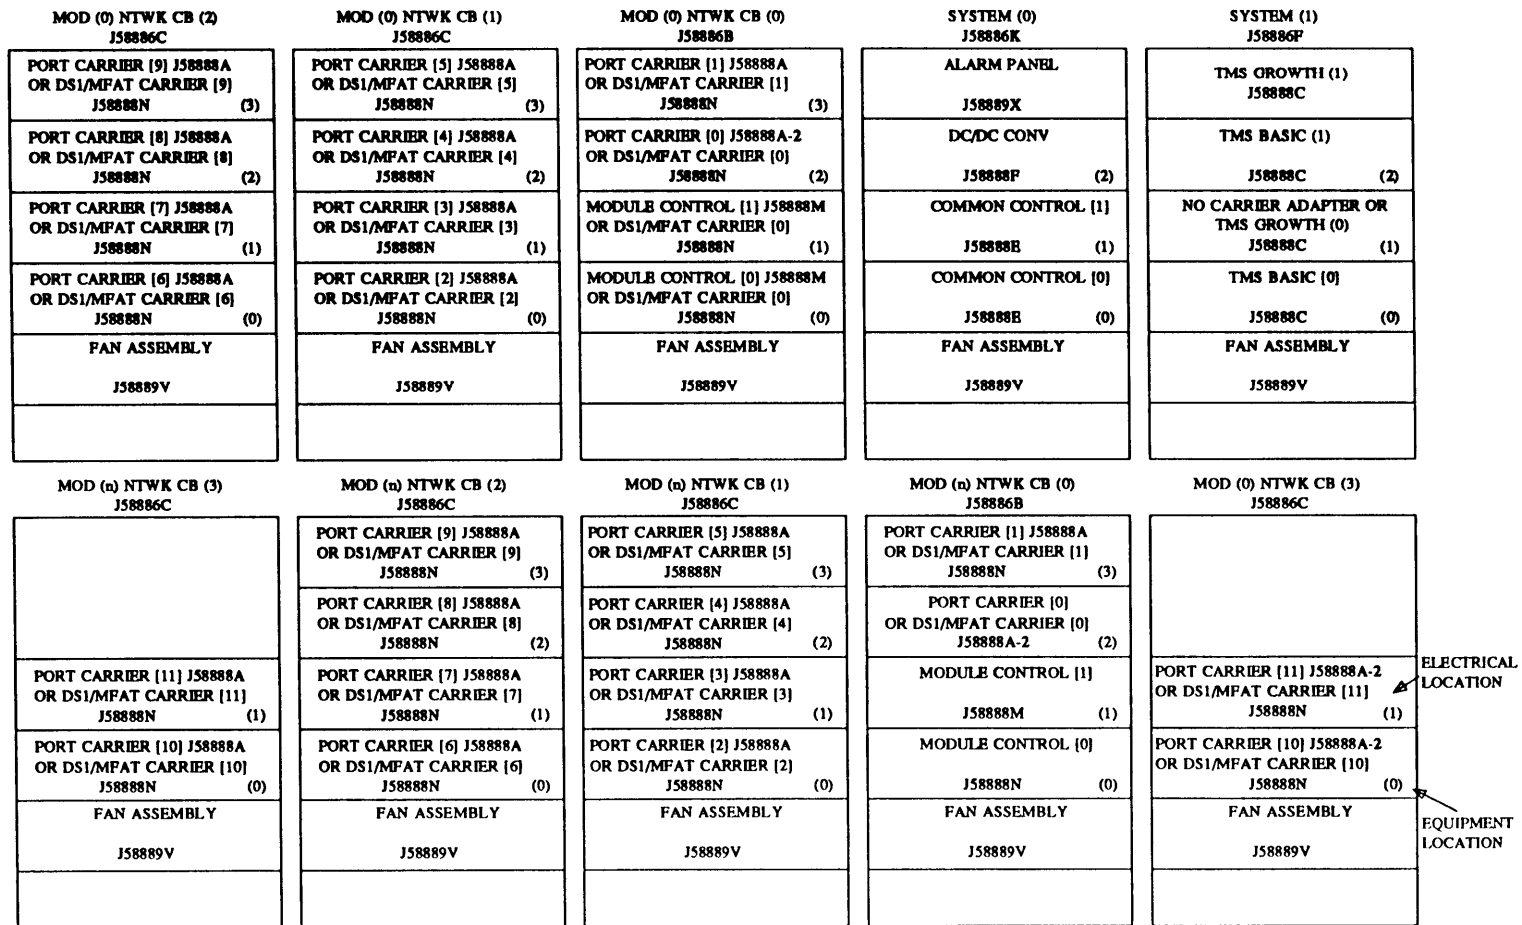 MOD (0) NTWK CB (2)
J58886C
PORT CARRIER [9] J58888A
OR DS1/MFAT CARRIER [9]
J58888N (3)
PORT CARRIER [8] J58888A
OR DS1/MFAT CARRIER [8]
J58888N (2)
PORT CARRIER [7] J58888A
OR DS1/MFAT CARRIER [7]
J58888N (1)
PORT CARRIER [6] J58888A
OR DS1/MFAT CARRIER [6]
J58888N (0)
FAN ASSEMBLY
J58889V
MOD (0) NTWK CB (1)
J58886C
PORT CARRIER [5] J58888A
OR DS1/MFAT CARRIER [5]
J58888N (3)
PORT CARRIER [4] J58888A
OR DS1/MFAT CARRIER [4]
J58888N (2)
PORT CARRIER [3] J58888A
OR DS1/MFAT CARRIER [3]
J58888N (1)
PORT CARRIER [2] J58888A
OR DS1/MFAT CARRIER [2]
J58888N (0)
FAN ASSEMBLY
J58889V
MOD (0) NTWK CB (0)
J58886B
PORT CARRIER [1] J58888A
OR DS1/MFAT CARRIER [1]
J58888N (3)
PORT CARRIER [0] J58888A-2
OR DS1/MFAT CARRIER [0]
J58888N (2)
MODULE CONTROL [1] J58888M
OR DS1/MFAT CARRIER [0]
J58888N (1)
MODULE CONTROL [0] J58888M
OR DS1/MFAT CARRIER [0]
J58888N (0)
FAN ASSEMBLY
J58889V
SYSTEM (0)
J58886K
ALARM PANEL
J58889X
DC/DC CONV
J58888F (2)
COMMON CONTROL [1]
J58888E (1)
COMMON CONTROL [0]
J58888E (0)
FAN ASSEMBLY
J58889V
SYSTEM (1)
J58886F
TMS GROWTH (1)
J58888C
TMS BASIC (1)
J58888C (2)
NO CARRIER ADAPTER OR
TMS GROWTH (0)
J58888C (1)
TMS BASIC [0]
J58888C (0)
FAN ASSEMBLY
J58889V
MOD (n) NTWK CB (3)
J58886C
PORT CARRIER [11] J58888A
OR DS1/MFAT CARRIER [11]
J58888N (1)
PORT CARRIER [10] J58888A
OR DS1/MFAT CARRIER [10]
J58888N (0)
FAN ASSEMBLY
J58889V
MOD (n) NTWK CB (2)
J58886C
PORT CARRIER [9] J58888A
OR DS1/MFAT CARRIER [9]
J58888N (3)
PORT CARRIER [8] J58888A
OR DS1/MFAT CARRIER [8]
J58888N (2)
PORT CARRIER [7] J58888A
OR DS1/MFAT CARRIER [7]
J58888N (1)
PORT CARRIER [6] J58888A
OR DS1/MFAT CARRIER [6]
J58888N (0)
FAN ASSEMBLY
J58889V
MOD (n) NTWK CB (1)
J58886C
PORT CARRIER [5] J58888A
OR DS1/MFAT CARRIER [5]
J58888N (3)
PORT CARRIER [4] J58888A
OR DS1/MFAT CARRIER [4]
J58888N (2)
PORT CARRIER [3] J58888A
OR DS1/MFAT CARRIER [3]
J58888N (1)
PORT CARRIER [2] J58888A
OR DS1/MFAT CARRIER [2]
J58888N (0)
FAN ASSEMBLY
J58889V
MOD (n) NTWK CB (0)
J58886B
PORT CARRIER [1] J58888A
OR DS1/MFAT CARRIER [1]
J58888N (3)
PORT CARRIER [0]
OR DS1/MFAT CARRIER [0]
J58888A-2 (2)
MODULE CONTROL [1]
J58888M (1)
MODULE CONTROL [0]
J58888N (0)
FAN ASSEMBLY
J58889V
MOD (0) NTWK CB (3)
J58886C
PORT CARRIER [11] J58888A-2
OR DS1/MFAT CARRIER [11]
J58888N (1)
PORT CARRIER [10] J58888A-2
OR DS1/MFAT CARRIER [10]
J58888N (0)
FAN ASSEMBLY
J58889V
ELECTRICAL
LOCATION
EQUIPMENT
LOCATION